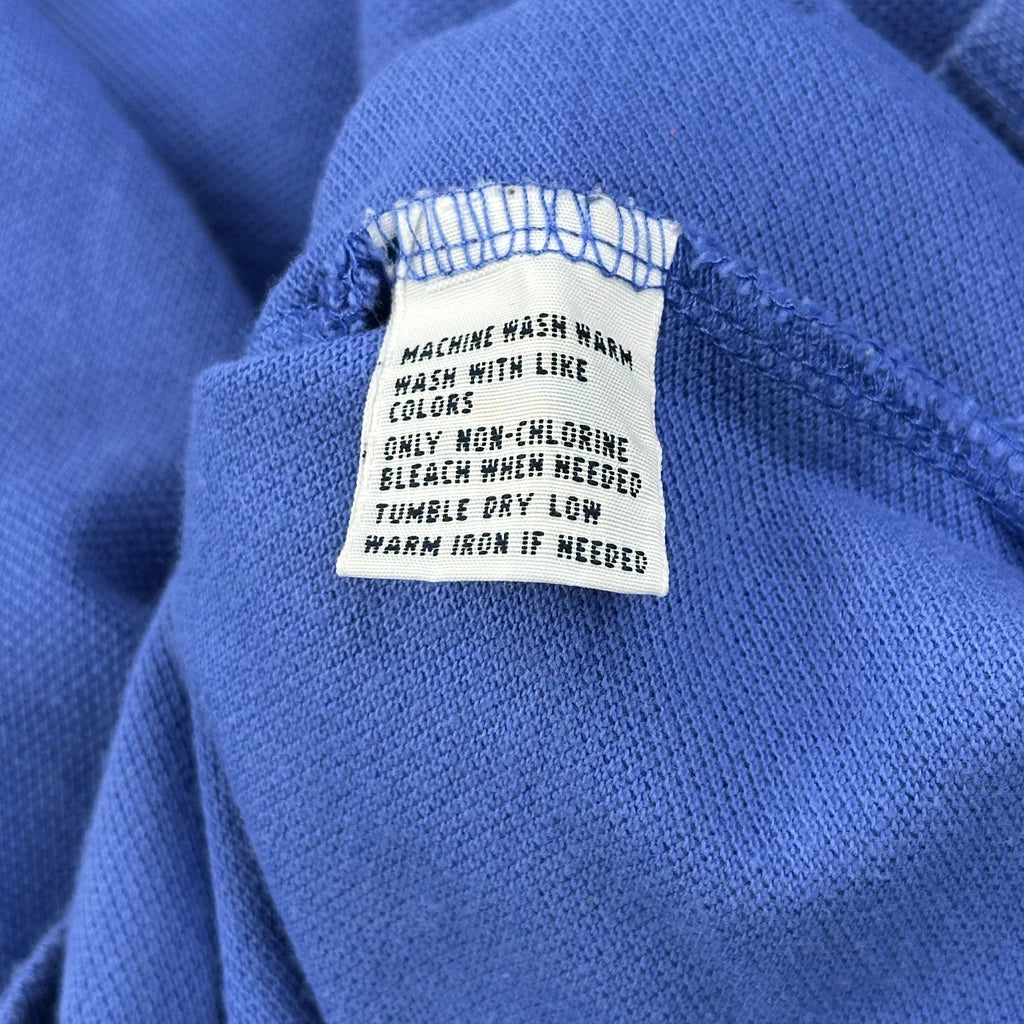 MACHINE WASH WARM
WASH WITH LIKE
COLORS
ONLY NON-CHLORINE
BLEACH WHEN NEEDED
TUMBLE DRY LOW
WARM IRON IF NEEDED